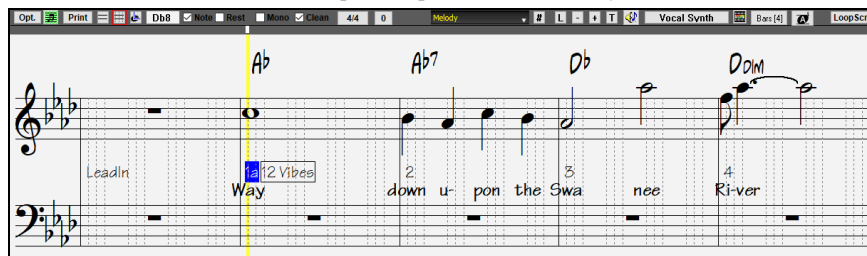 Opt. Print Db8 Note Rest Mono Clean 4/4 0 Melody # L - + T Vocal Synth Bars [4] LoopScr
Ab Ab7 Db Ddim
LeadIn 1a 12 Vibes 2 3 4
Way down u- pon the Swa nee Ri-ver